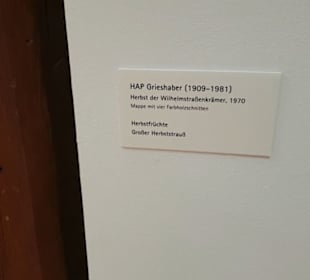 HAP Grieshaber (1909–1981)
Herbst der Wilhelmstraßenkrämer, 1970
Mappe mit vier Farbholzschnitten
Herbstfrüchte
Großer Herbststrauß